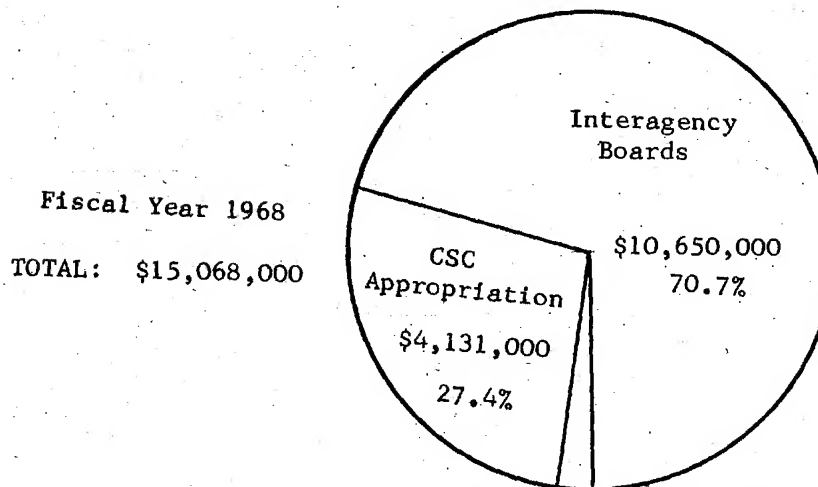 Interagency
Boards
$10,650,000
70.7%
Fiscal Year 1968
TOTAL: $15,068,000
CSC
Appropriation
$4,131,000
27.4%